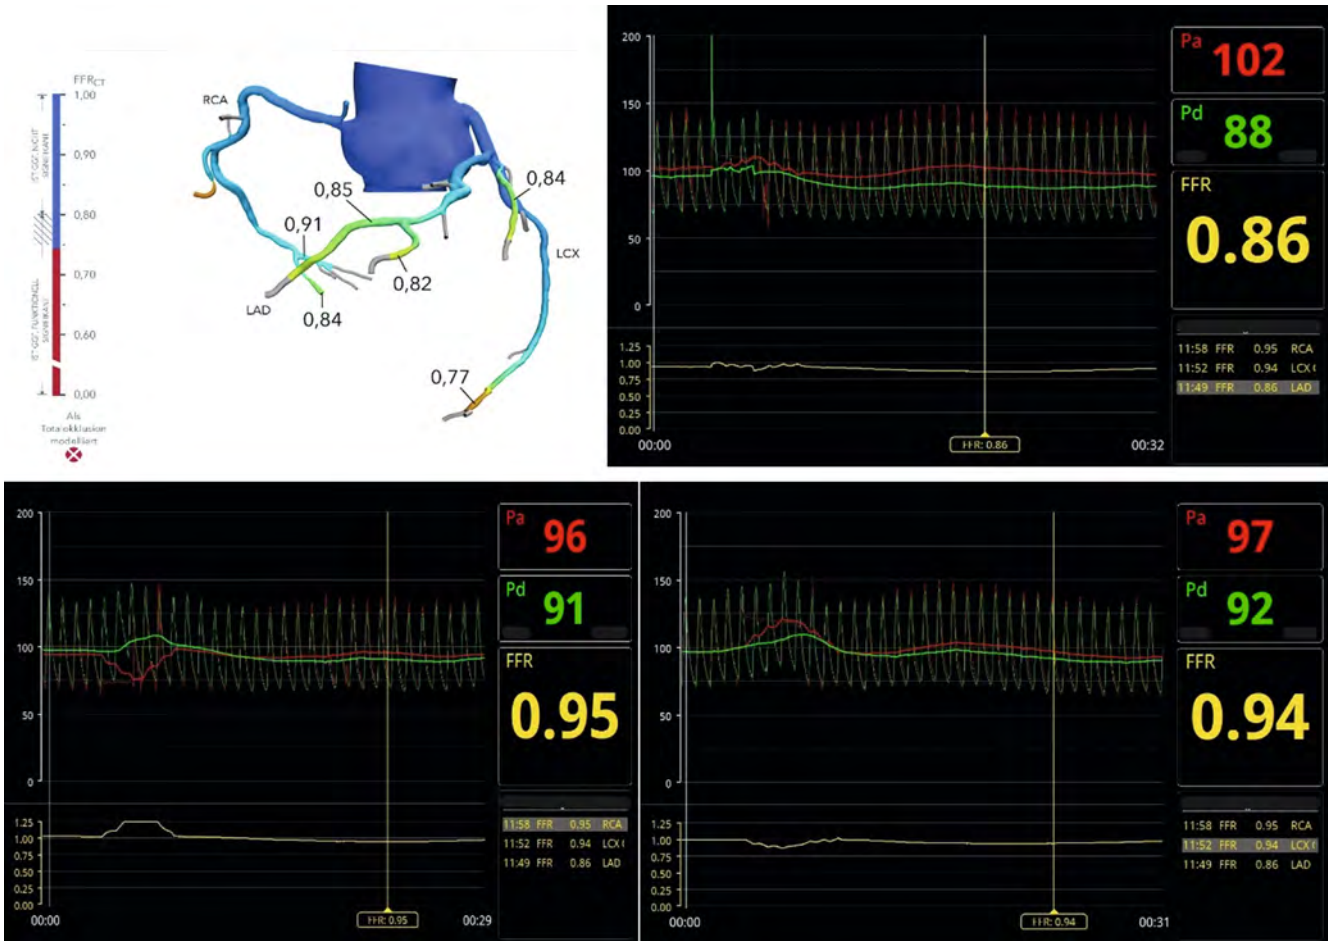 FFRCT
1,00
0,90
0,80
0,70
0,60
0,00
Als
Totalokklusion
modelliert
RCA
0,85
0,84
0,91
LCX
0,82
LAD
0,84
0,77
200
150
100
50
0
1.25
1.00
0.75
0.50
0.25
0.00
00:00
FFR: 0.86
00:32
Pa
102
Pd
88
FFR
0.86
11:58 FFR 0.95 RCA
11:52 FFR 0.94 LCX
11:49 FFR 0.86 LAD
200
150
100
50
0
1.25
1.00
0.75
0.50
0.25
0.00
00:00
FFR: 0.95
00:29
Pa
96
Pd
91
FFR
0.95
11:58 FFR 0.95 RCA
11:52 FFR 0.94 LCX
11:49 FFR 0.86 LAD
200
150
100
50
0
1.25
1.00
0.75
0.50
0.25
0.00
00:00
FFR: 0.94
00:31
Pa
97
Pd
92
FFR
0.94
11:58 FFR 0.95 RCA
11:52 FFR 0.94 LCX
11:49 FFR 0.86 LAD